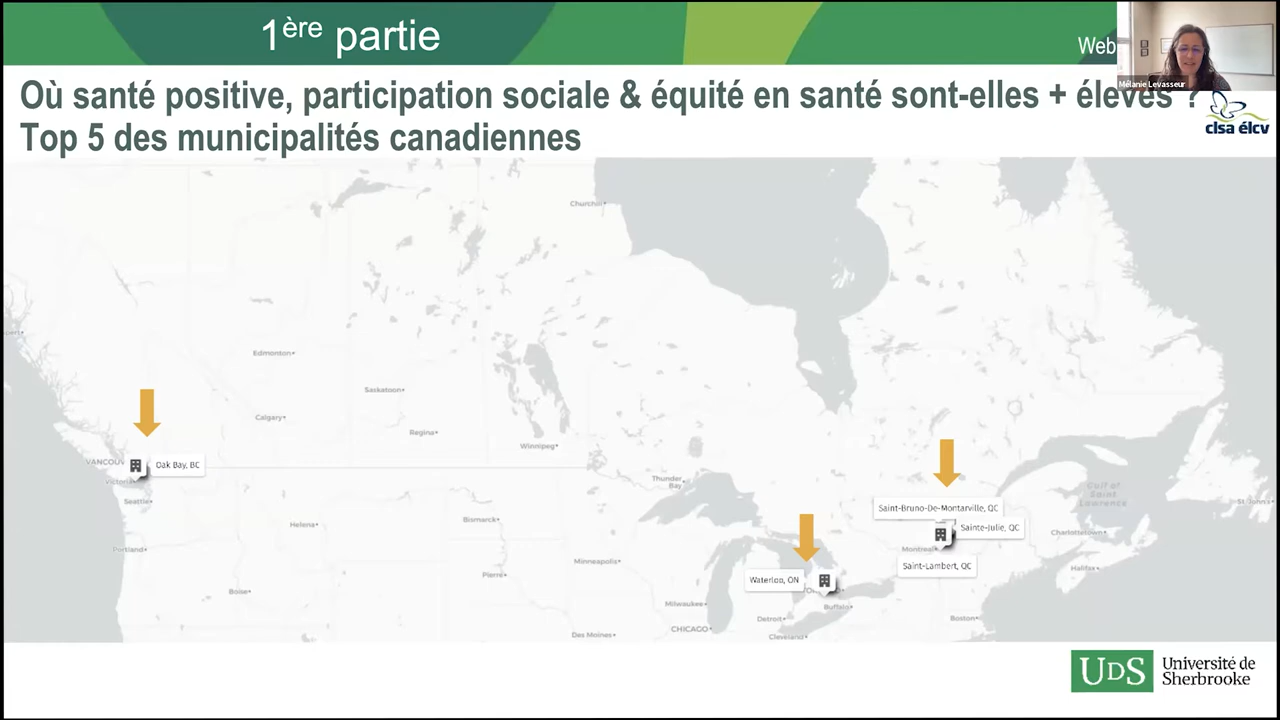 1ère partie
Web
Mélanie Levasseur
Où santé positive, participation sociale & équité en santé sont-elles + élevés ?
Top 5 des municipalités canadiennes
clsa élcv
Churchill
Edmonton
Saskatoon
Calgary
Regina
Winnipeg
VANCOUV
Oak Bay, BC
Victoria
Seattle
Thunder Bay
Gulf of Saint Lawrence
St. John's
Saint-Bruno-De-Montarville, QC
Sainte-Julie, QC
Charlottetown
Helena
Bismarck
Portland
Montreal
Saint-Lambert, QC
Halifax
Minneapolis
Pierre
Waterloo, ON
Boise
Milwaukee
Buffalo
Detroit
Boston
CHICAGO
Des Moines
Cleveland
UDS Université de
Sherbrooke